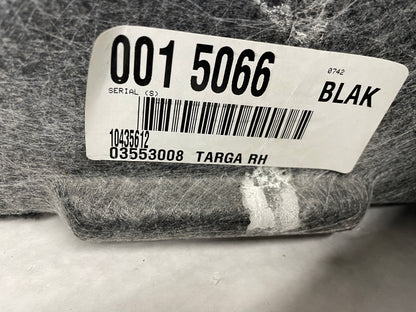 001 5066
0742
BLAK
SERIAL (S)
10435612
03553008 TARGA RH